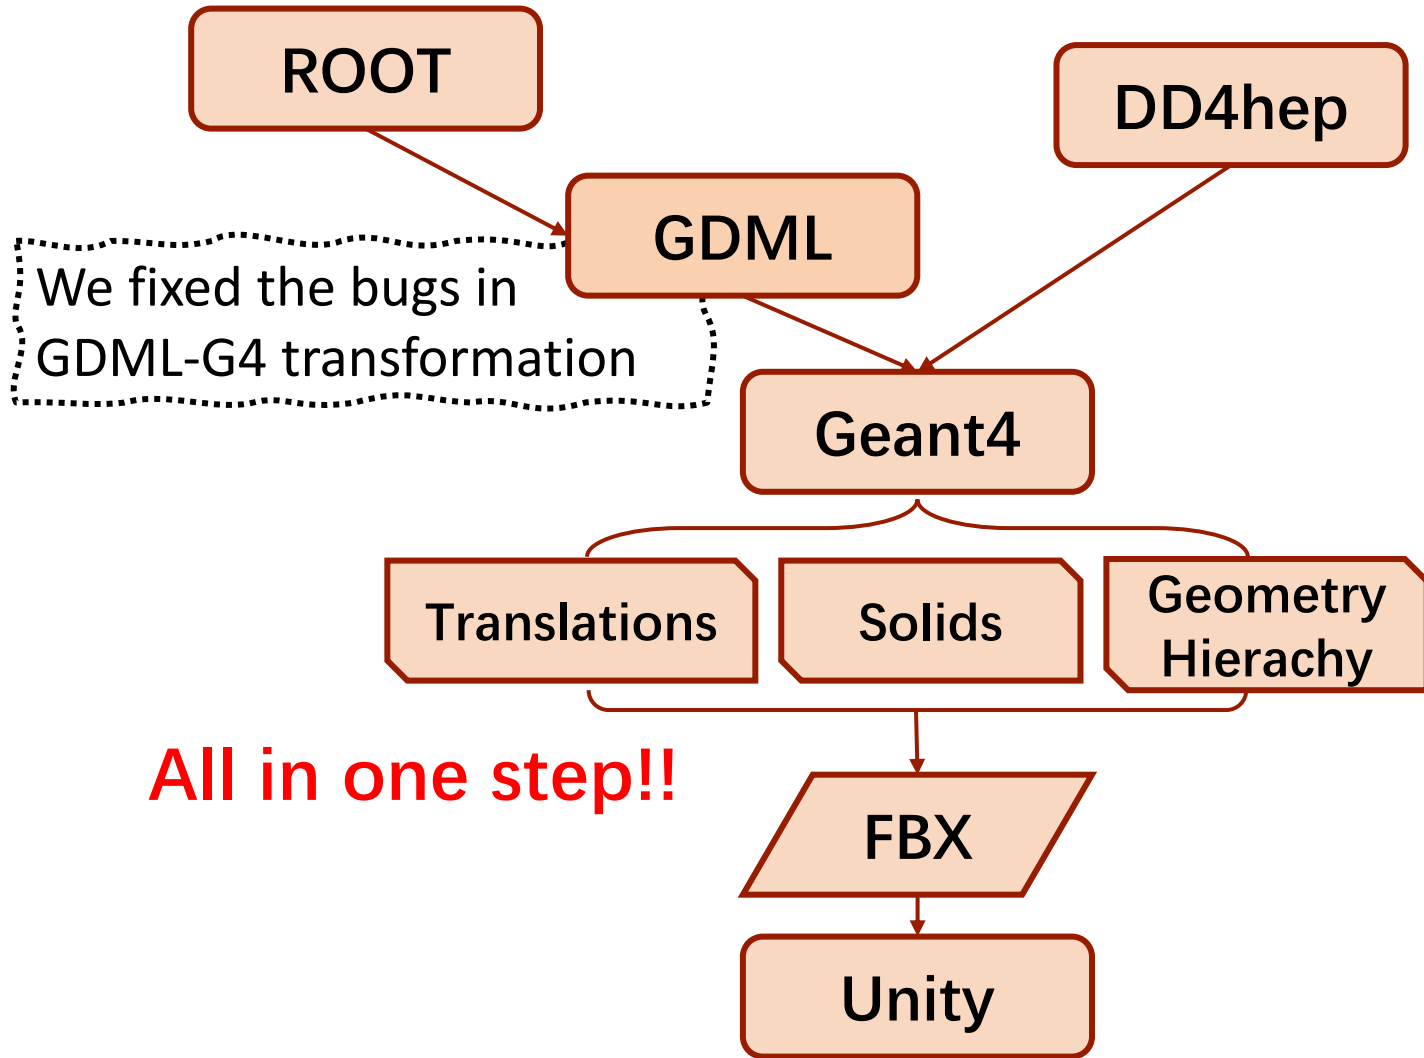 ROOT
DD4hep
GDML
We fixed the bugs in
GDML-G4 transformation
Geant4
Translations
Solids
Geometry
Hierachy
All in one step!!
FBX
Unity